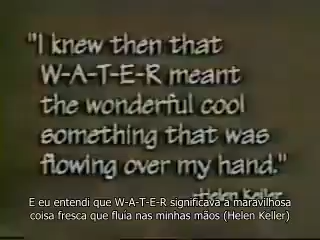 "I knew then that
W-A-T-E-R meant
the wonderful cool
something that was
flowing over my hand."
-Helen Keller
E eu entendi que W-A-T-E-R significava a maravilhosa
coisa fresca que fluia nas minhas mãos (Helen Keller)